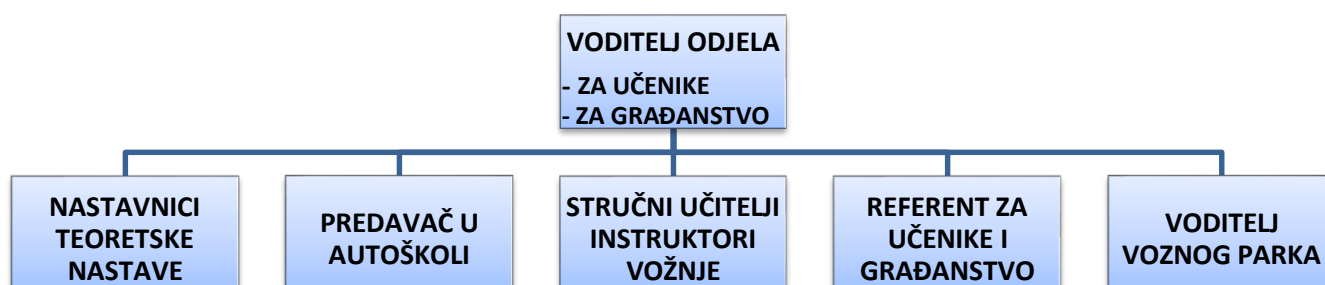 VODITELJ ODJELA
- ZA UČENIKE
- ZA GRAĐANSTVO
NASTAVNICI
TEORETSKE
NASTAVE
PREDAVAČ U
AUTOŠKOLI
STRUČNI UČITELJI
INSTRUKTORI
VOŽNJE
REFERENT ZA
UČENIKE I
GRAĐANSTVO
VODITELJ
VOZNOG PARKA